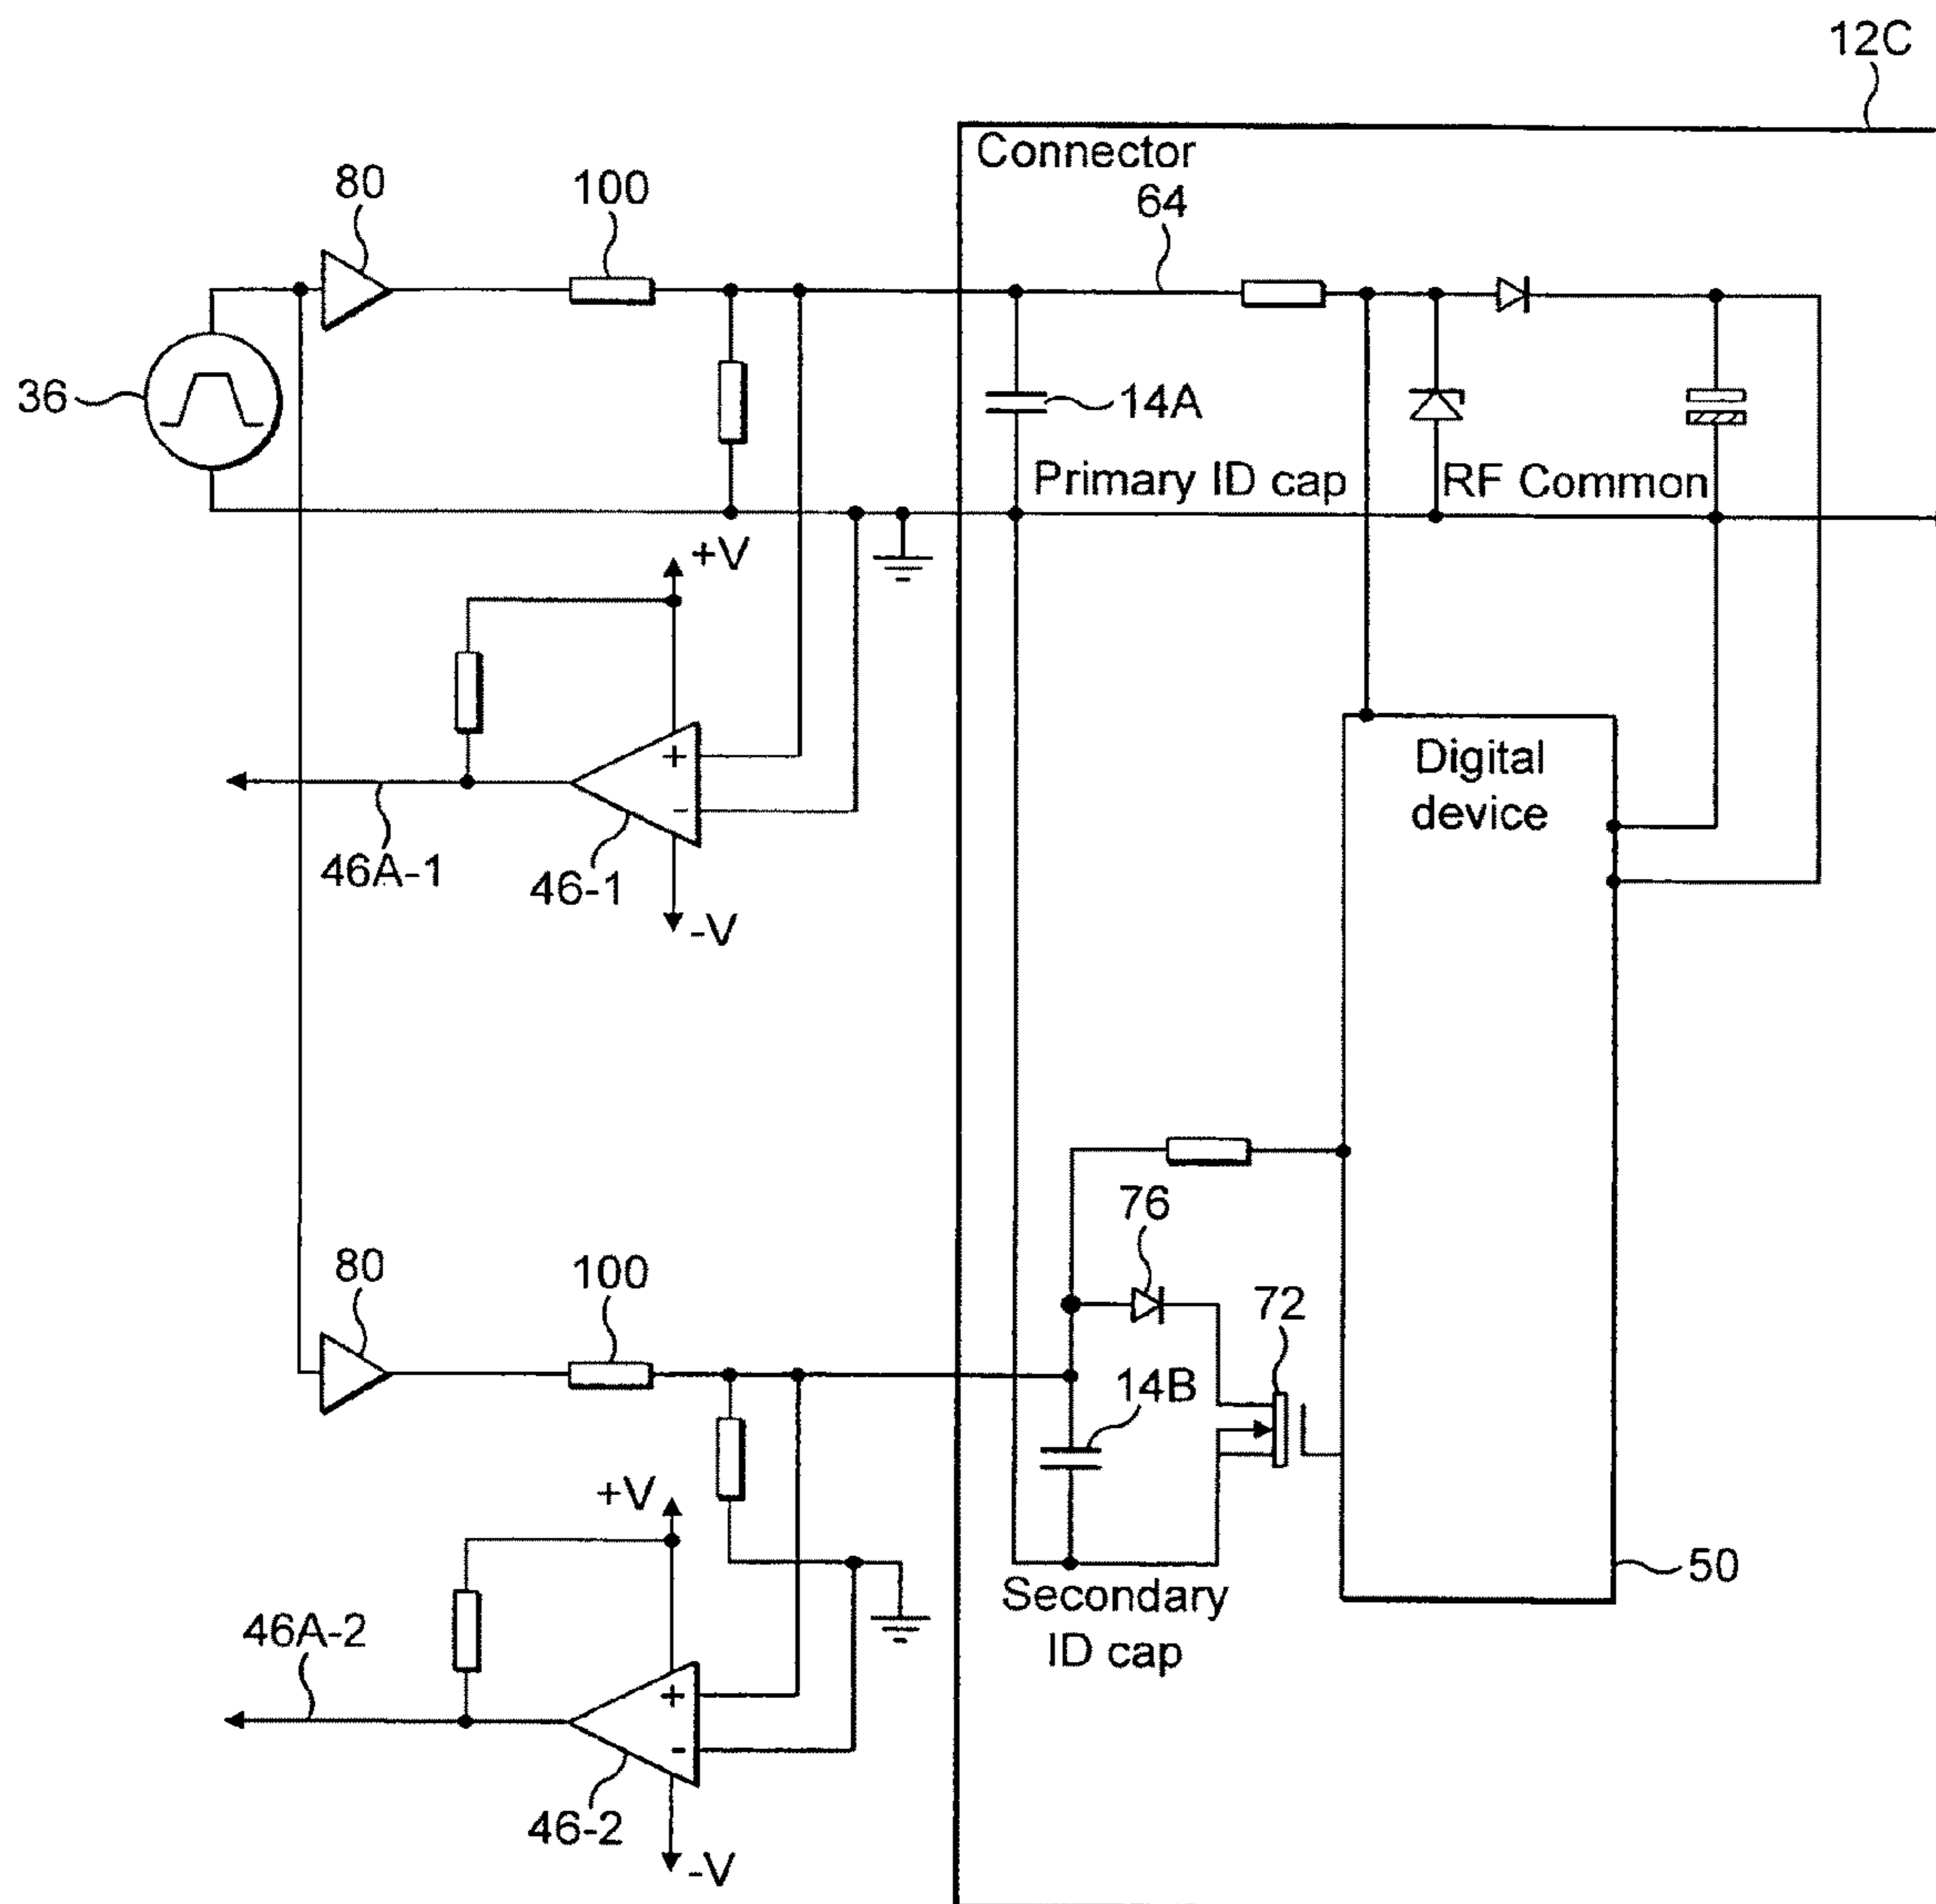 12C
Connector
80
100
64
36
14A
Primary ID cap
RF Common
+V
+
-
Digital
device
46A-1
46-1
-V
76
80
100
72
14B
+V
50
Secondary
ID cap
46A-2
+
-
46-2
-V